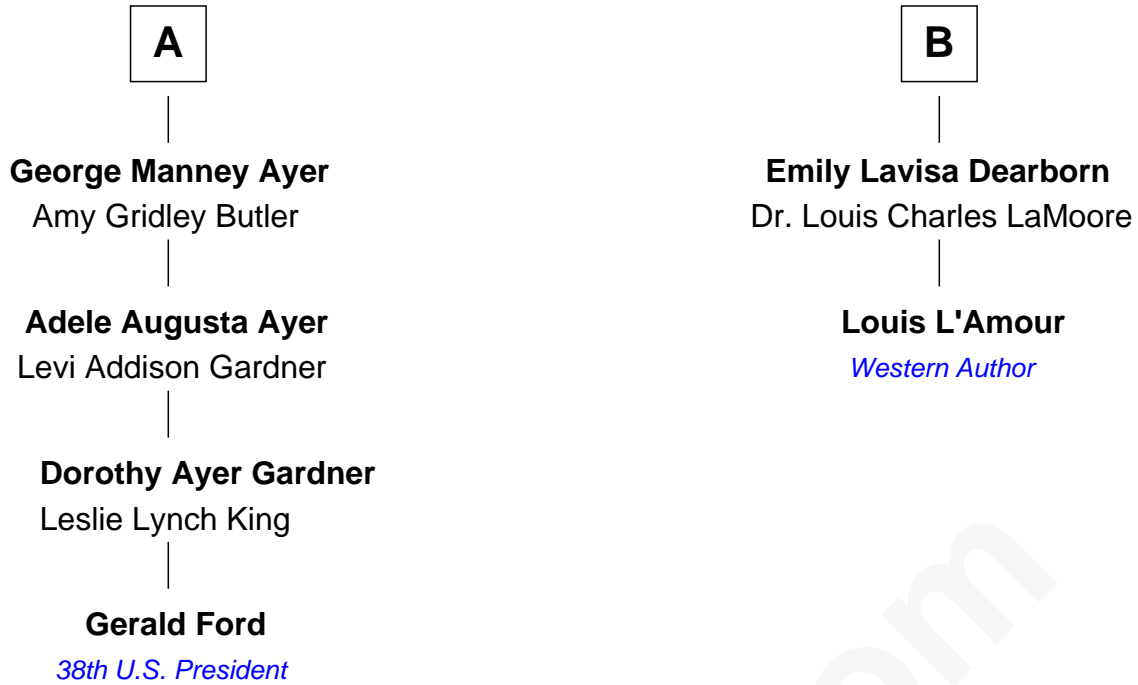 A
George Manney Ayer
Amy Gridley Butler
Adele Augusta Ayer
Levi Addison Gardner
Dorothy Ayer Gardner
Leslie Lynch King
Gerald Ford
38th U.S. President
B
Emily Lavisa Dearborn
Dr. Louis Charles LaMoore
Louis L'Amour
Western Author
om